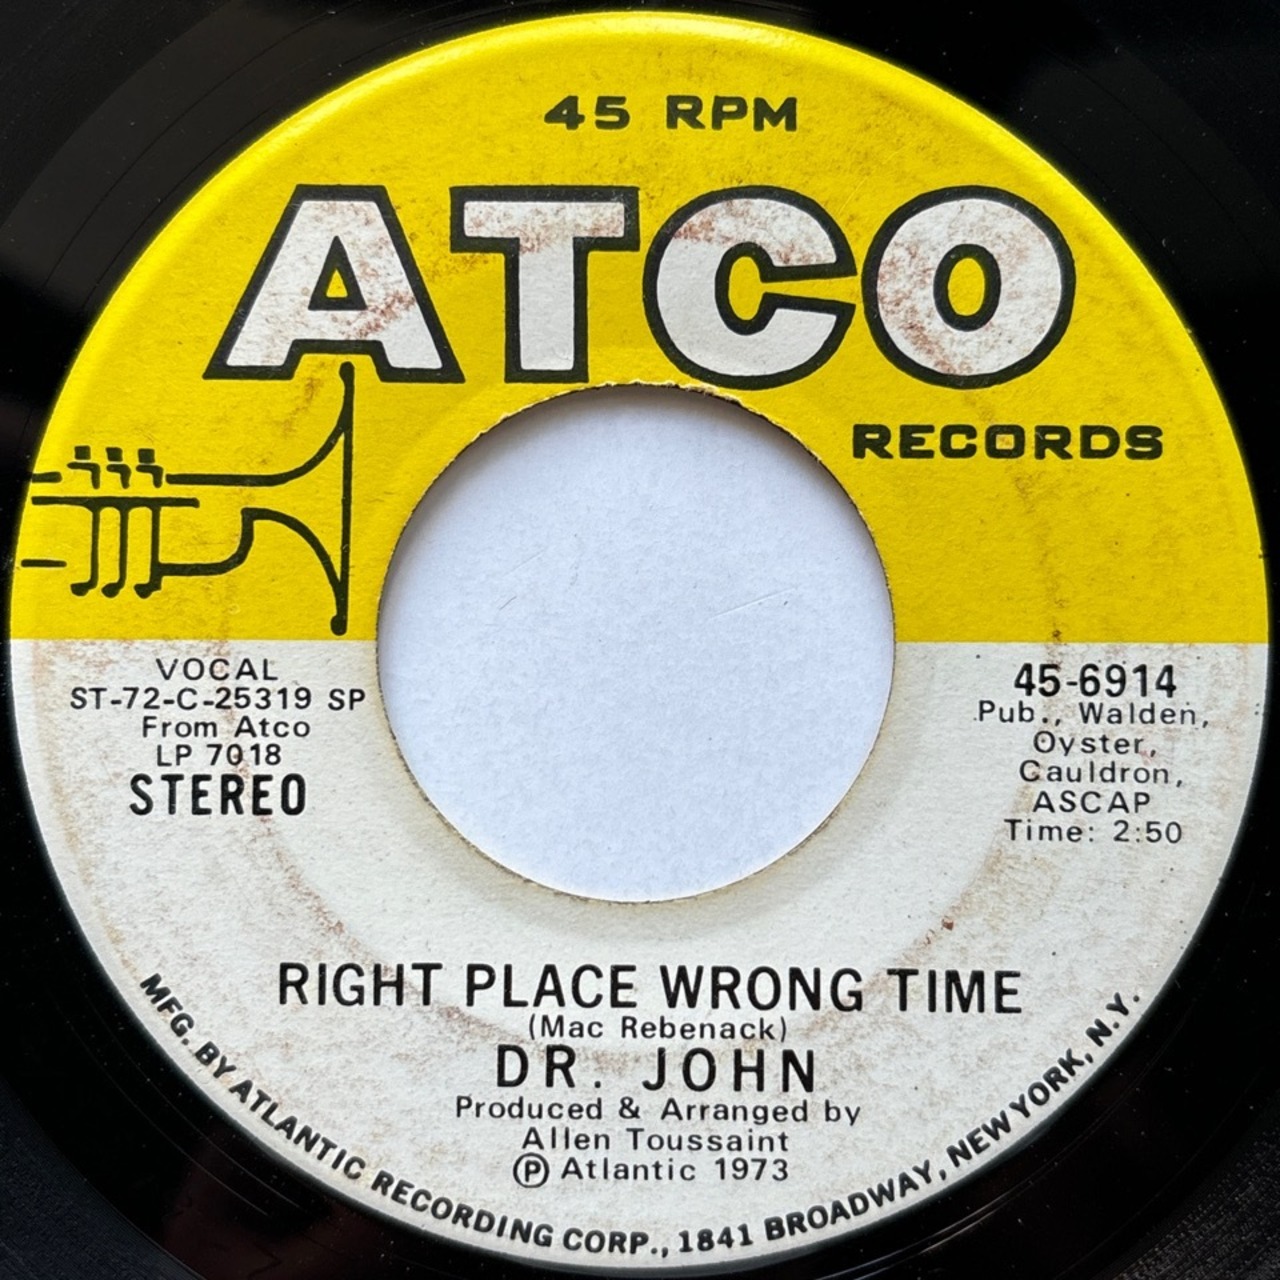 45 RPM
ATCO
RECORDS
VOCAL
ST-72-C-25319 SP
From Atco
LP 7018
STEREO
45-6914
Pub., Walden,
Oyster,
Cauldron,
ASCAP
Time: 2:50
RIGHT PLACE WRONG TIME
(Mac Rebenack)
DR. JOHN
Produced & Arranged by
Allen Toussaint
Ⓟ Atlantic 1973
MFG. BY ATLANTIC RECORDING CORP., 1841 BROADWAY, NEW YORK, N.Y.